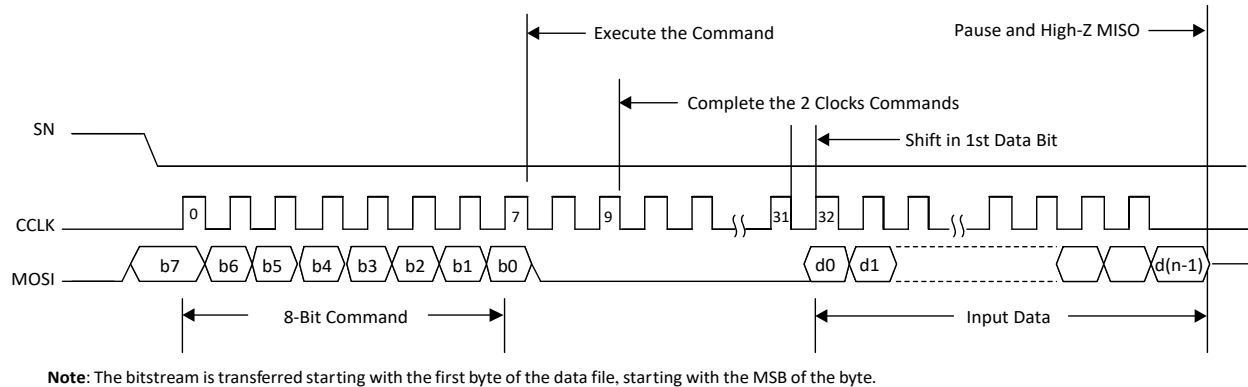 Execute the Command
Pause and High-Z MISO
Complete the 2 Clocks Commands
SN
Shift in 1st Data Bit
CCLK
0
7
9
31
32
MOSI
b7
b6
b5
b4
b3
b2
b1
b0
d0
d1
d(n-1)
8-Bit Command
Input Data
Note: The bitstream is transferred starting with the first byte of the data file, starting with the MSB of the byte.